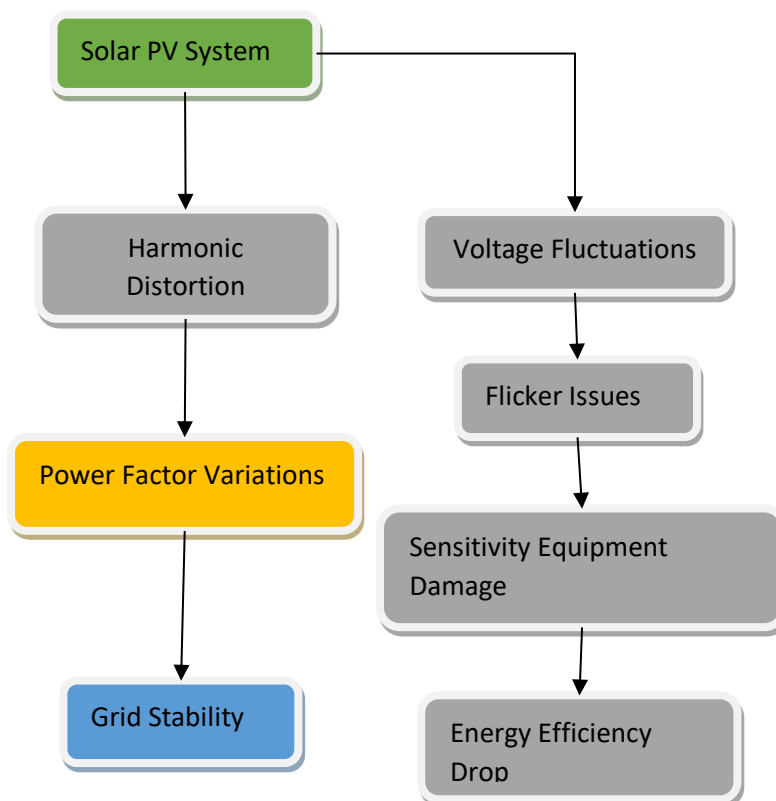 Solar PV System
Harmonic
Distortion
Voltage Fluctuations
Flicker Issues
Power Factor Variations
Sensitivity Equipment
Damage
Grid Stability
Energy Efficiency
Drop